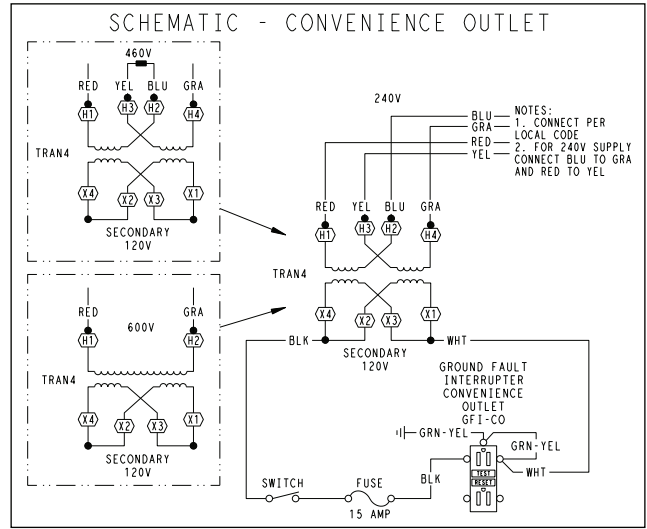 SCHEMATIC - CONVENIENCE OUTLET
460V
RED YEL BLU GRA
H1 H3 H2 H4
TRAN4
X4 X2 X3 X1
SECONDARY
120V
600V
RED GRA
H1 H2
TRAN4
X4 X2 X3 X1
SECONDARY
120V
240V
BLU
GRA
RED
YEL
NOTES:
1. CONNECT PER
LOCAL CODE
2. FOR 240V SUPPLY
CONNECT BLU TO GRA
AND RED TO YEL
RED YEL BLU GRA
H1 H3 H2 H4
TRAN4
X4 X2 X3 X1
BLK
WHT
SECONDARY
120V
GROUND FAULT
INTERRUPTER
CONVENIENCE
OUTLET
GFI-CO
GRN-YEL
GRN-YEL
WHT
BLK
TEST
RESET
SWITCH
FUSE
15 AMP